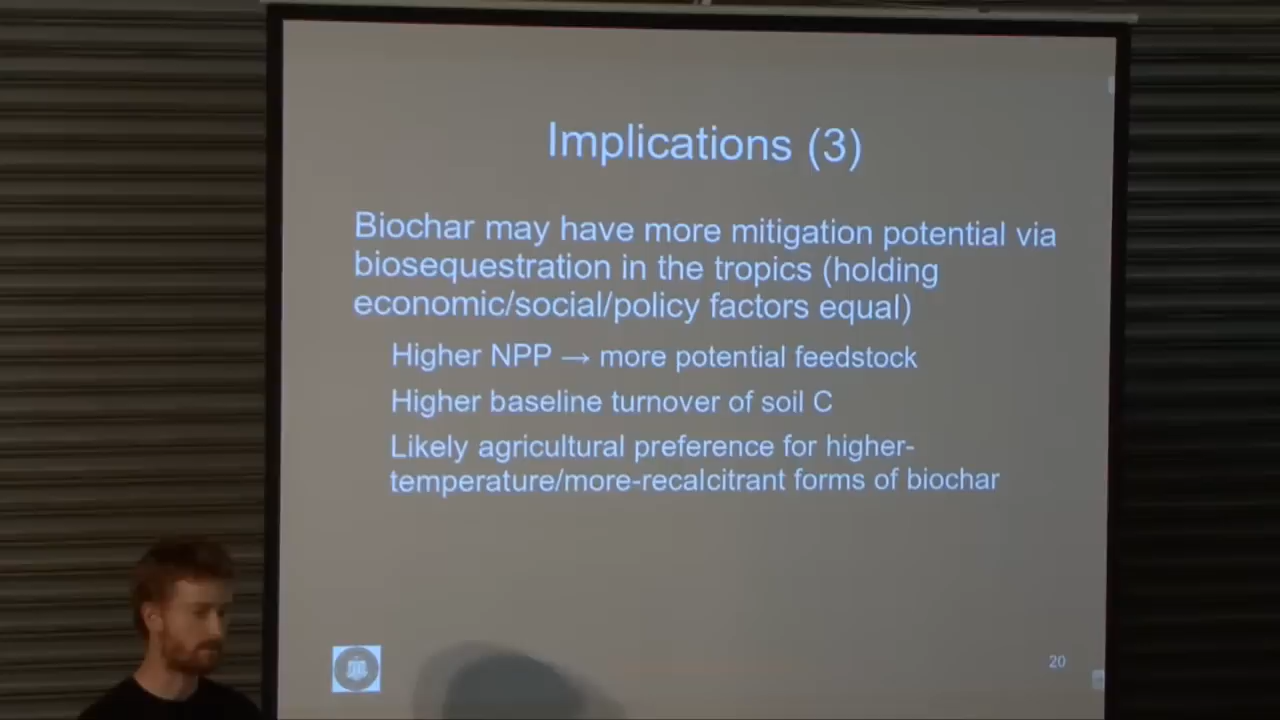 Implications (3)
Biochar may have more mitigation potential via
biosequestration in the tropics (holding
economic/social/policy factors equal)
Higher NPP → more potential feedstock
Higher baseline turnover of soil C
Likely agricultural preference for higher-
temperature/more-recalcitrant forms of biochar
20